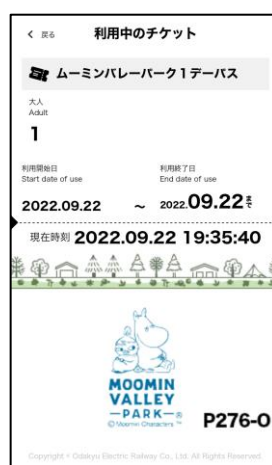 < 戻る 利用中のチケット
ムーミンバレーパーク1デーパス
大人
Adult
1
利用開始日 利用終了日
Start date of use End date of use
2022.09.22 ~ 2022.09.22まで
現在時刻 2022.09.22 19:35:40
MOOMIN
VALLEY
PARK
© Moomin Characters ™
P276-0
Copyright © Odakyu Electric Railway Co., Ltd. All Rights Reserved.